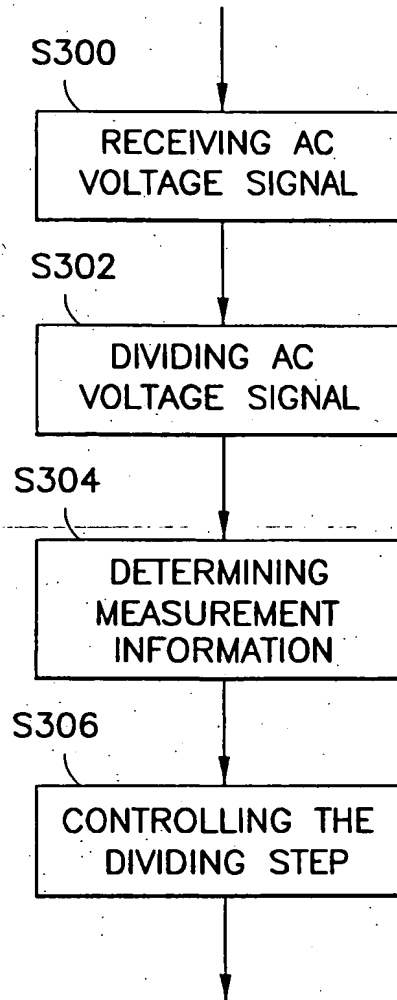 S300
RECEIVING AC
VOLTAGE SIGNAL
S302
DIVIDING AC
VOLTAGE SIGNAL
S304
DETERMINING
MEASUREMENT
INFORMATION
S306
CONTROLLING THE
DIVIDING STEP